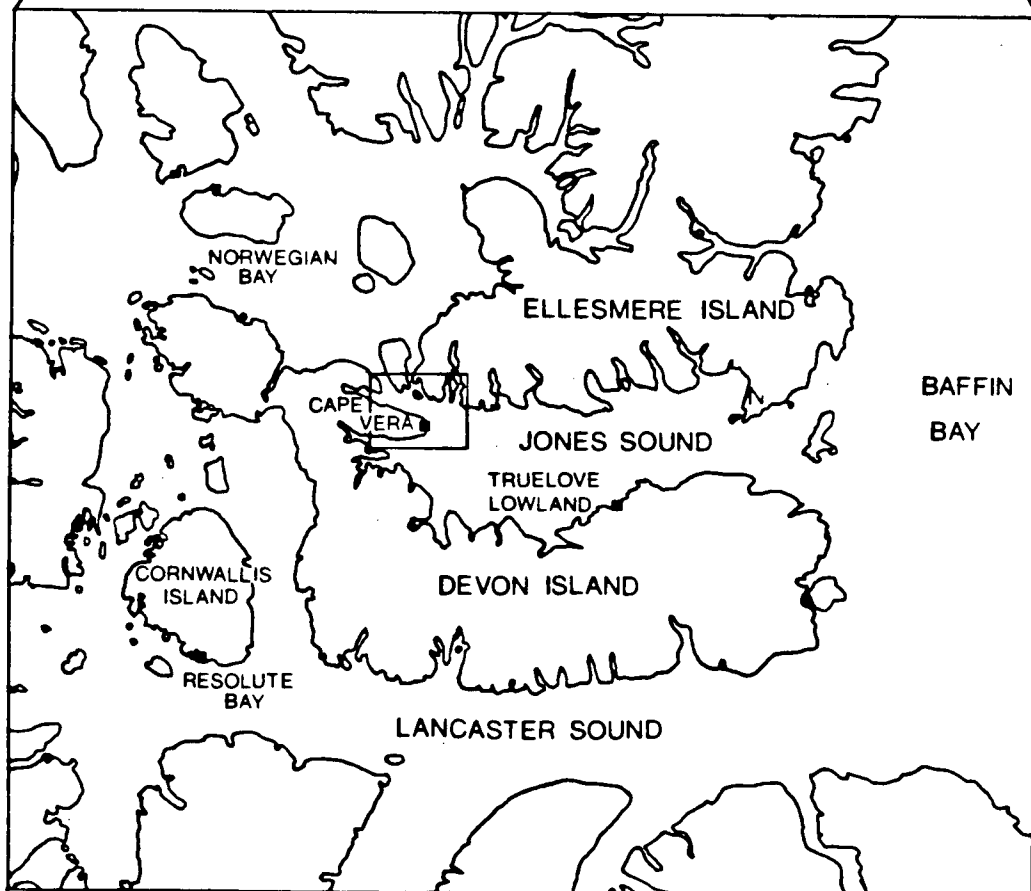 NORWEGIAN
BAY
ELLESMERE ISLAND
BAFFIN
BAY
CAPE
VERA
JONES SOUND
TRUELOVE
LOWLAND
CORNWALLIS
ISLAND
DEVON ISLAND
RESOLUTE
BAY
LANCASTER SOUND